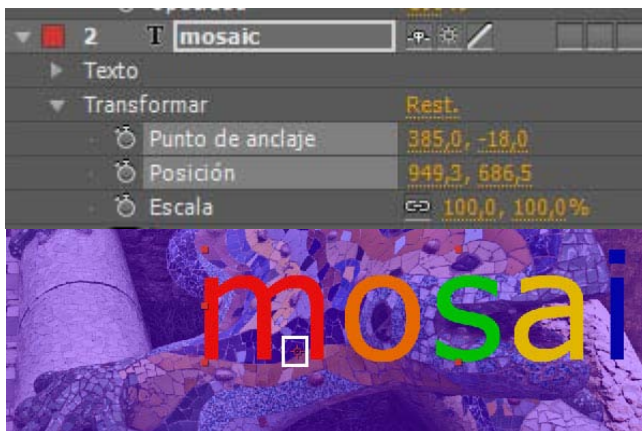 2 T mosaic
Texto
Transformar Rest.
Punto de anclaje 385,0, -18,0
Posición 949,3, 686,5
Escala 100,0, 100,0%
mosai